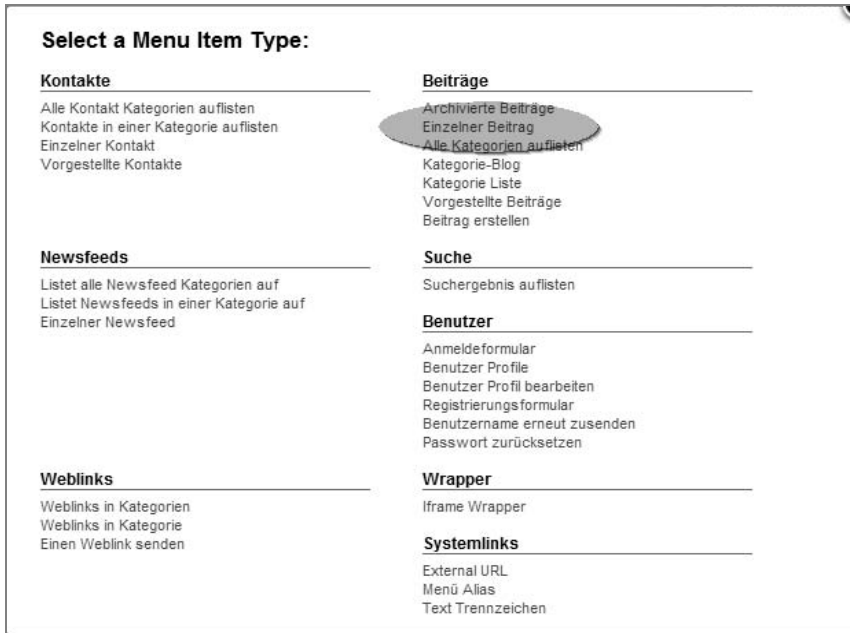 Select a Menu Item Type:
Kontakte
Alle Kontakt Kategorien auflisten
Kontakte in einer Kategorie auflisten
Einzelner Kontakt
Vorgestellte Kontakte
Beiträge
Archivierte Beiträge
Einzelner Beitrag
Alle Kategorien auflisten
Kategorie-Blog
Kategorie Liste
Vorgestellte Beiträge
Beitrag erstellen
Newsfeeds
Listet alle Newsfeed Kategorien auf
Listet Newsfeeds in einer Kategorie auf
Einzelner Newsfeed
Suche
Suchergebnis auflisten
Benutzer
Anmeldeformular
Benutzer Profile
Benutzer Profil bearbeiten
Registrierungsformular
Benutzername erneut zusenden
Passwort zurücksetzen
Weblinks
Weblinks in Kategorien
Weblinks in Kategorie
Einen Weblink senden
Wrapper
Iframe Wrapper
Systemlinks
External URL
Menü Alias
Text Trennzeichen